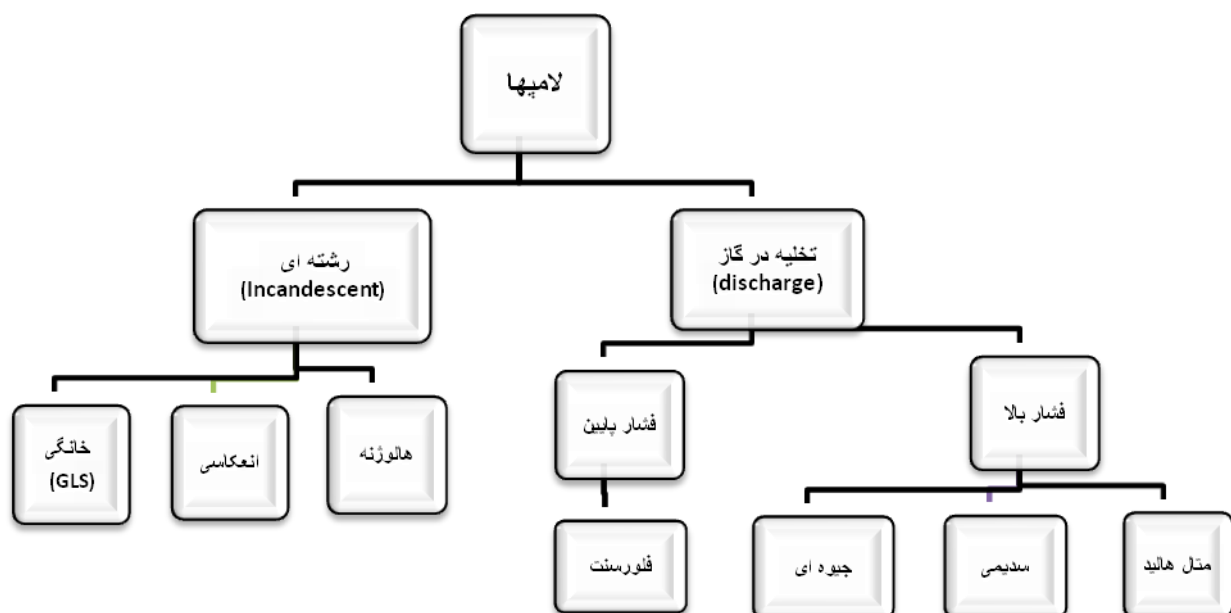 لامپها
رشته ای
(Incandescent)
تخلیه در گاز
(discharge)
خانگی
(GLS)
انعکاسی
هالوژنه
فشار پایین
فشار بالا
فلورسنت
جیوه ای
سدیمی
متال هالید